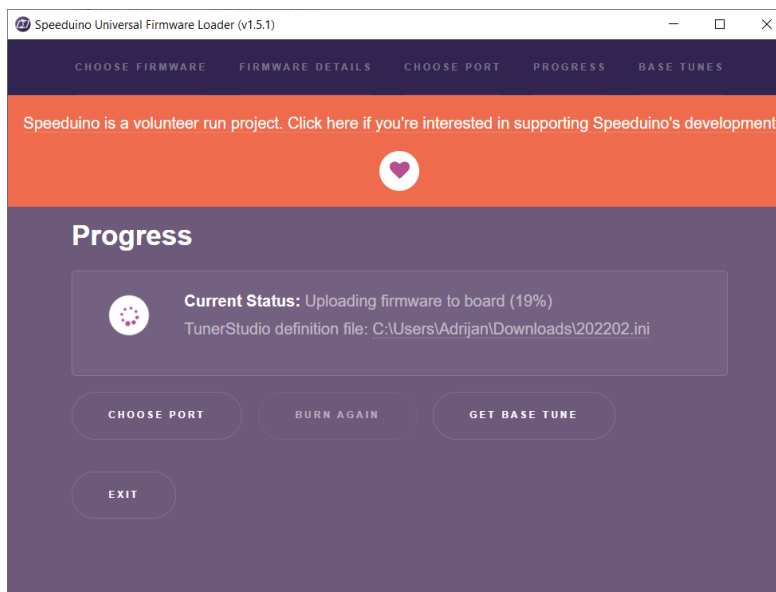 Speeduino Universal Firmware Loader (v1.5.1)
CHOOSE FIRMWARE FIRMWARE DETAILS CHOOSE PORT PROGRESS BASE TUNES
Speeduino is a volunteer run project. Click here if you're interested in supporting Speeduino's development
Progress
Current Status: Uploading firmware to board (19%)
TunerStudio definition file: C:\Users\Adrijan\Downloads\202202.ini
CHOOSE PORT BURN AGAIN GET BASE TUNE
EXIT